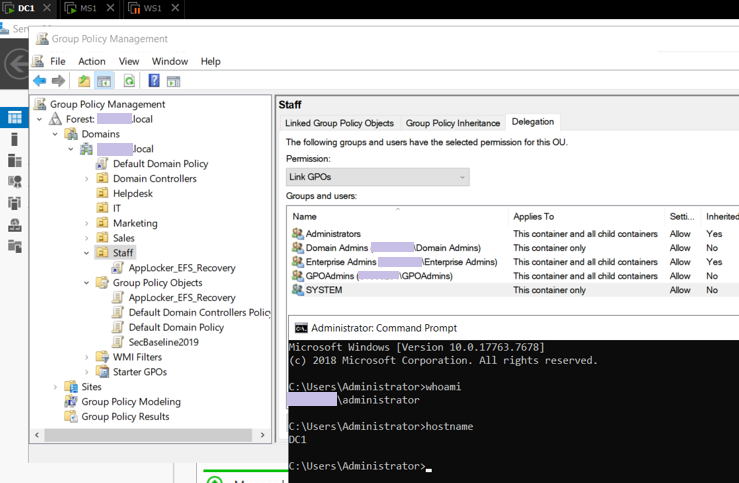 DC1 MS1 WS1
Group Policy Management
File Action View Window Help
Group Policy Management
Forest: .local
Domains
.local
Default Domain Policy
Domain Controllers
Helpdesk
IT
Marketing
Sales
Staff
AppLocker_EFS_Recovery
Group Policy Objects
AppLocker_EFS_Recovery
Default Domain Controllers Policy
Default Domain Policy
SecBaseline2019
WMI Filters
Starter GPOs
Sites
Group Policy Modeling
Group Policy Results
Staff
Linked Group Policy Objects Group Policy Inheritance Delegation
The following groups and users have the selected permission for this OU.
Permission:
Link GPOs
Groups and users:
Name Applies To Setti... Inherited
Administrators This container and all child containers Allow Yes
Domain Admins ( \Domain Admins) This container only Allow No
Enterprise Admins \Enterprise Admins) This container and all child containers Allow Yes
GPOAdmins ( \GPOAdmins) This container and all child containers Allow No
SYSTEM This container only Allow No
Administrator: Command Prompt
Microsoft Windows [Version 10.0.17763.7678]
(c) 2018 Microsoft Corporation. All rights reserved.
C:\Users\Administrator>whoami
\administrator
C:\Users\Administrator>hostname
DC1
C:\Users\Administrator>